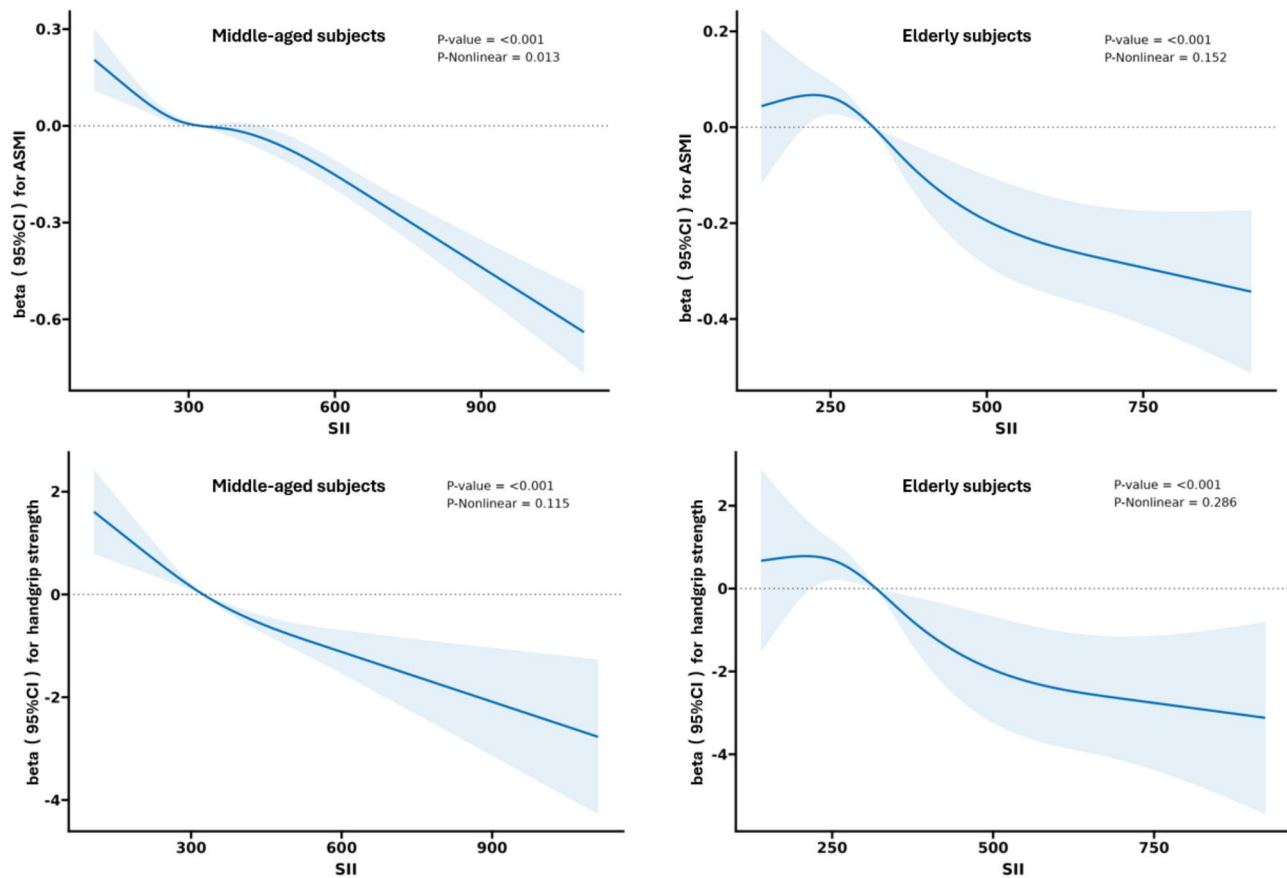 Middle-aged subjects
P-value = <0.001
P-Nonlinear = 0.013
beta ( 95%CI ) for ASMI
0.3
0.0
-0.3
-0.6
300 600 900
SII
Elderly subjects
P-value = <0.001
P-Nonlinear = 0.152
beta ( 95%CI ) for ASMI
0.2
0.0
-0.2
-0.4
250 500 750
SII
Middle-aged subjects
P-value = <0.001
P-Nonlinear = 0.115
beta ( 95%CI ) for handgrip strength
2
0
-2
-4
300 600 900
SII
Elderly subjects
P-value = <0.001
P-Nonlinear = 0.286
beta ( 95%CI ) for handgrip strength
2
0
-2
-4
250 500 750
SII